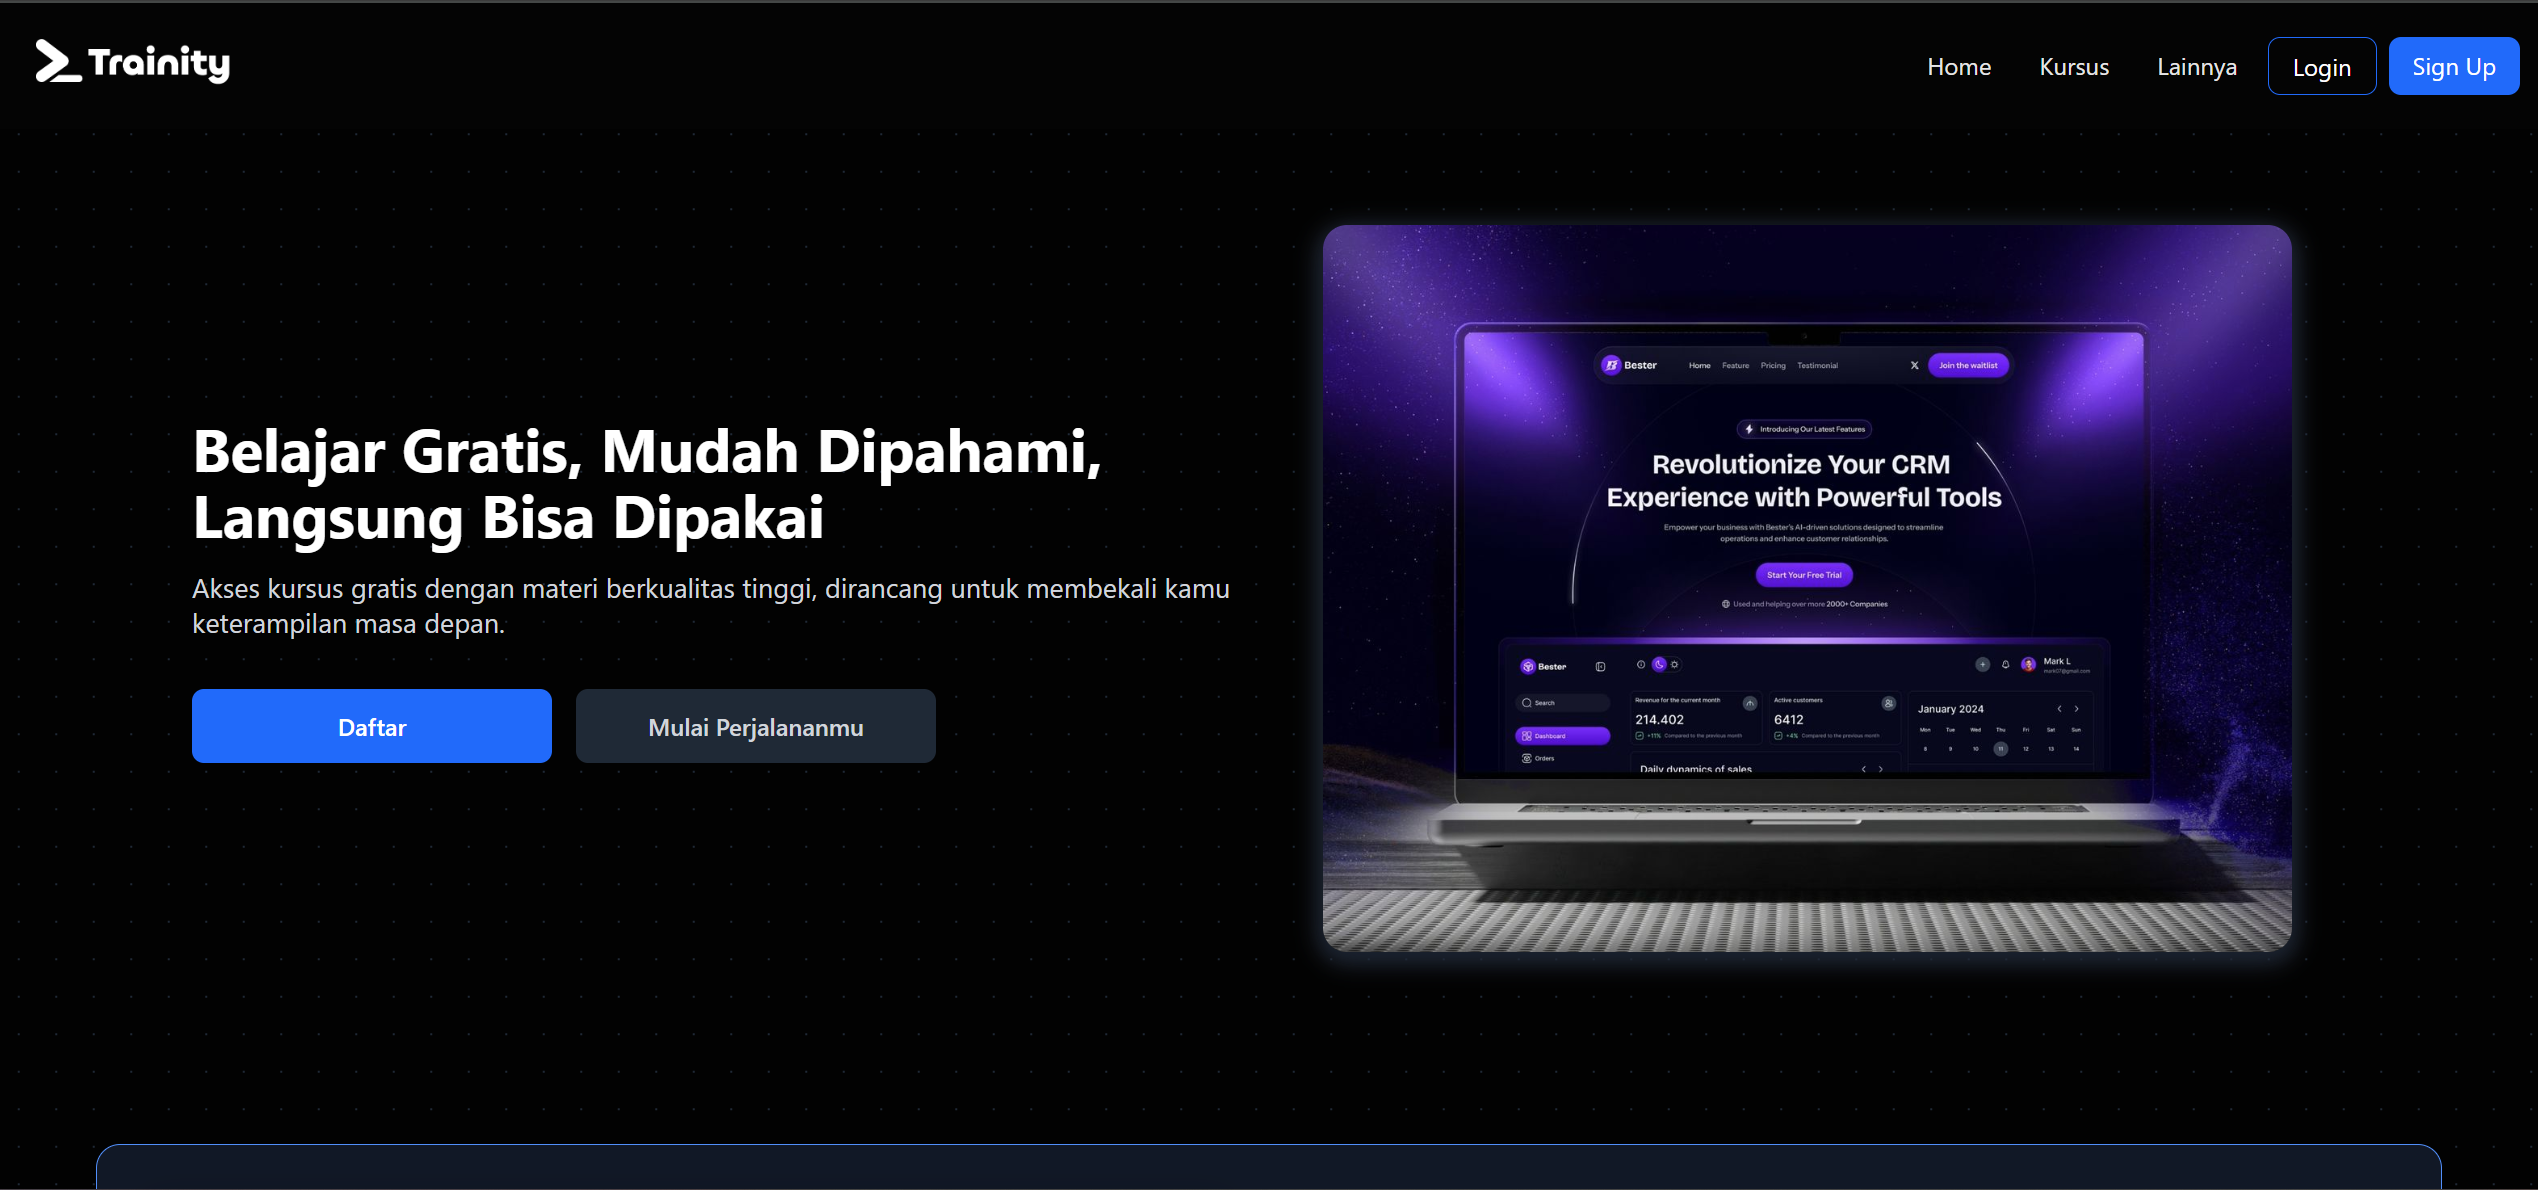 Trainity
Home
Kursus
Lainnya
Login
Sign Up
Belajar Gratis, Mudah Dipahami,
Langsung Bisa Dipakai
Akses kursus gratis dengan materi berkualitas tinggi, dirancang untuk membekali kamu
keterampilan masa depan.
Daftar
Mulai Perjalananmu
Bester
Home
Feature
Pricing
Testimonial
X
Join the waitlist
Introducing Our Latest Features
Revolutionize Your CRM
Experience with Powerful Tools
Empower your business with Bester's AI-driven solutions designed to streamline
operations and enhance customer relationships.
Start Your Free Trial
Used and helping over more 2000+ Companies
Bester
Mark L
mark07@gmail.com
Search
Dashboard
Orders
Revenue for the current month
214.402
+11% Compared to the previous month
Active customers
6412
+4% Compared to the previous month
Daily dynamics of sales
January 2024
Mon Tue Wed Thu Fri Sat Sun
8 9 10 11 12 13 14